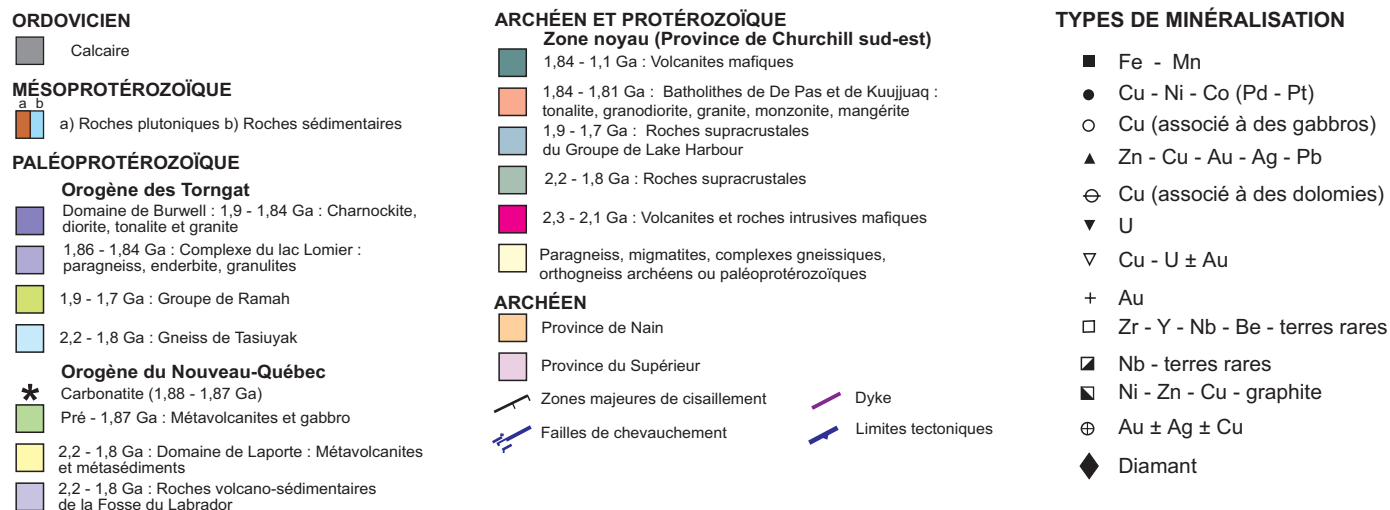 ORDOVICIEN
Calcaire
MÉSOPROTÉROZOÏQUE
a b
a) Roches plutoniques b) Roches sédimentaires
PALÉOPROTÉROZOÏQUE
Orogène des Torngat
Domaine de Burwell : 1,9 - 1,84 Ga : Charnockite,
diorite, tonalite et granite
1,86 - 1,84 Ga : Complexe du lac Lomier :
paragneiss, enderbite, granulites
1,9 - 1,7 Ga : Groupe de Ramah
2,2 - 1,8 Ga : Gneiss de Tasiuyak
Orogène du Nouveau-Québec
Carbonatite (1,88 - 1,87 Ga)
Pré - 1,87 Ga : Métavolcanites et gabbro
2,2 - 1,8 Ga : Domaine de Laporte : Métavolcanites
et métasédiments
2,2 - 1,8 Ga : Roches volcano-sédimentaires
de la Fosse du Labrador
ARCHÉEN ET PROTÉROZOÏQUE
Zone noyau (Province de Churchill sud-est)
1,84 - 1,1 Ga : Volcanites mafiques
1,84 - 1,81 Ga : Batholithes de De Pas et de Kuujjuaq :
tonalite, granodiorite, granite, monzonite, mangérite
1,9 - 1,7 Ga : Roches supracrustales
du Groupe de Lake Harbour
2,2 - 1,8 Ga : Roches supracrustales
2,3 - 2,1 Ga : Volcanites et roches intrusives mafiques
Paragneiss, migmatites, complexes gneissiques,
orthogneiss archéens ou paléoprotérozoïques
ARCHÉEN
Province de Nain
Province du Supérieur
Zones majeures de cisaillement
Failles de chevauchement
Dyke
Limites tectoniques
TYPES DE MINÉRALISATION
Fe - Mn
Cu - Ni - Co (Pd - Pt)
Cu (associé à des gabbros)
Zn - Cu - Au - Ag - Pb
Cu (associé à des dolomies)
U
Cu - U ± Au
Au
Zr - Y - Nb - Be - terres rares
Nb - terres rares
Ni - Zn - Cu - graphite
Au ± Ag ± Cu
Diamant